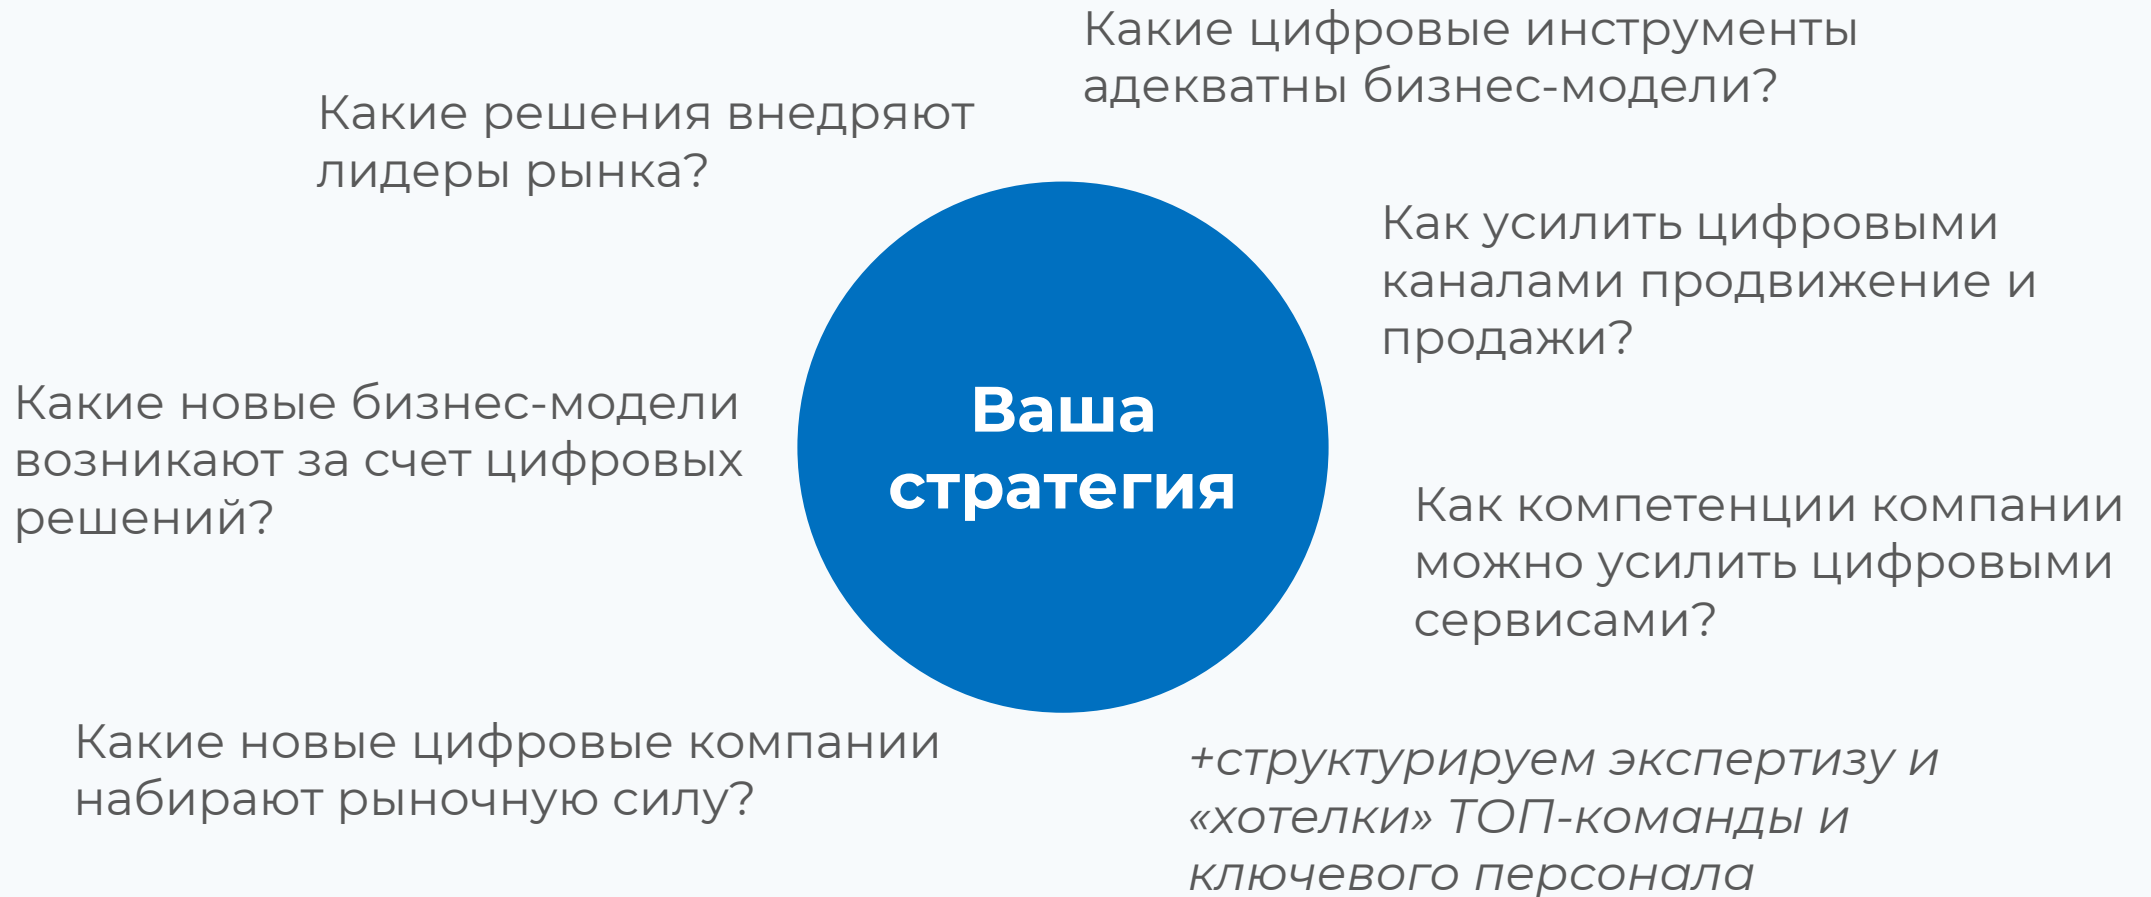 Какие цифровые инструменты
адекватны бизнес-модели?
Какие решения внедряют
лидеры рынка?
Как усилить цифровыми
каналами продвижение и
продажи?
Какие новые бизнес-модели
возникают за счет цифровых
решений?
Ваша
стратегия
Как компетенции компании
можно усилить цифровыми
сервисами?
Какие новые цифровые компании
набирают рыночную силу?
+структурируем экспертизу и
«хотелки» ТОП-команды и
ключевого персонала